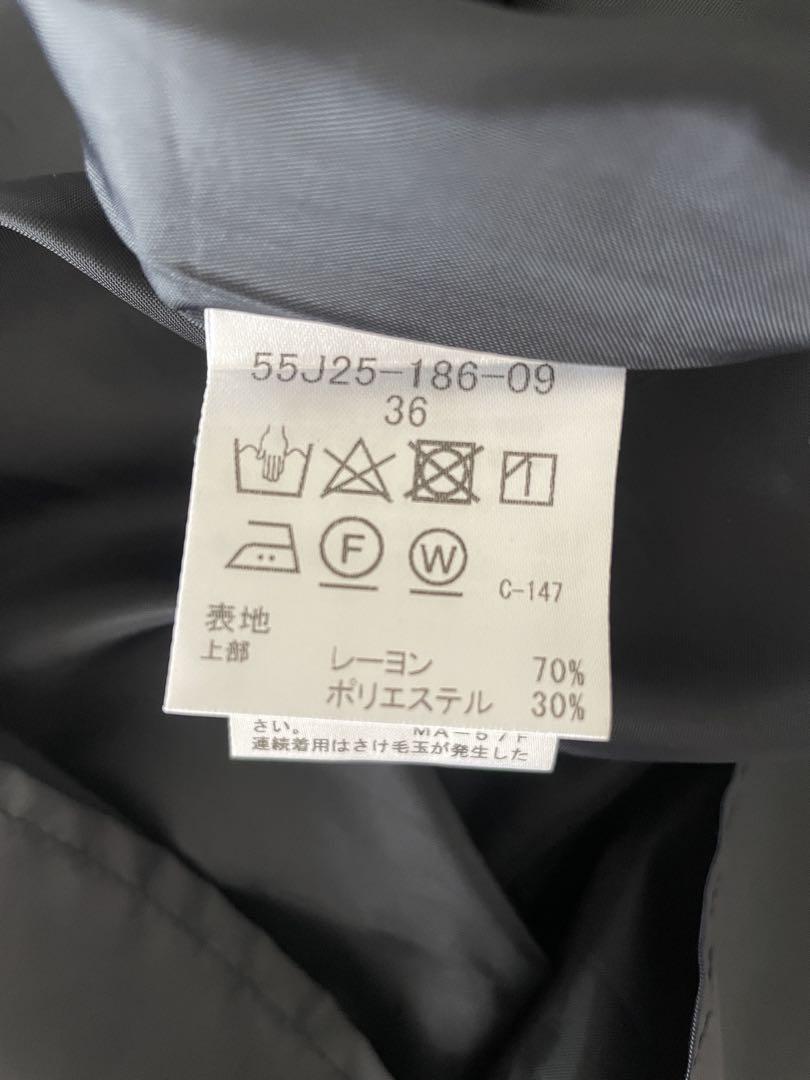 55J25-186-09
36
F W C-147
表地
上部 レーヨン 70%
ポリエステル 30%
さい。
連続着用はさけ毛玉が発生した